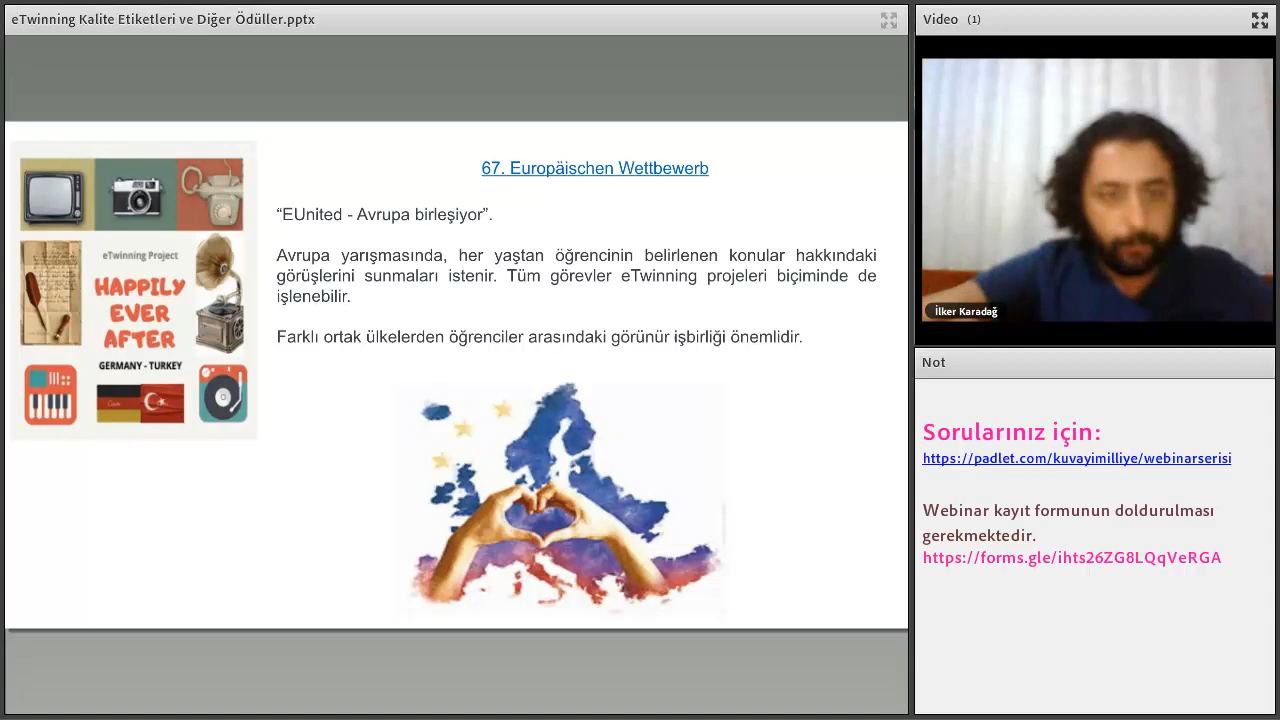 eTwinning Kalite Etiketleri ve Diğer Ödüller.pptx
eTwinning Project
HAPPILY
EVER
AFTER
GERMANY - TURKEY
67. Europäischen Wettbewerb
“EUnited - Avrupa birleşiyor”.
Avrupa yarışmasında, her yaştan öğrencinin belirlenen konular hakkındaki
görüşlerini sunmaları istenir. Tüm görevler eTwinning projeleri biçiminde de
işlenebilir.
Farklı ortak ülkelerden öğrenciler arasındaki görünür işbirliği önemlidir.
Video (1)
İlker Karadağ
Not
Sorularınız için:
https://padlet.com/kuvayimilliye/webinarserisi
Webinar kayıt formunun doldurulması
gerekmektedir.
https://forms.gle/ihts26ZG8LQqVeRGA